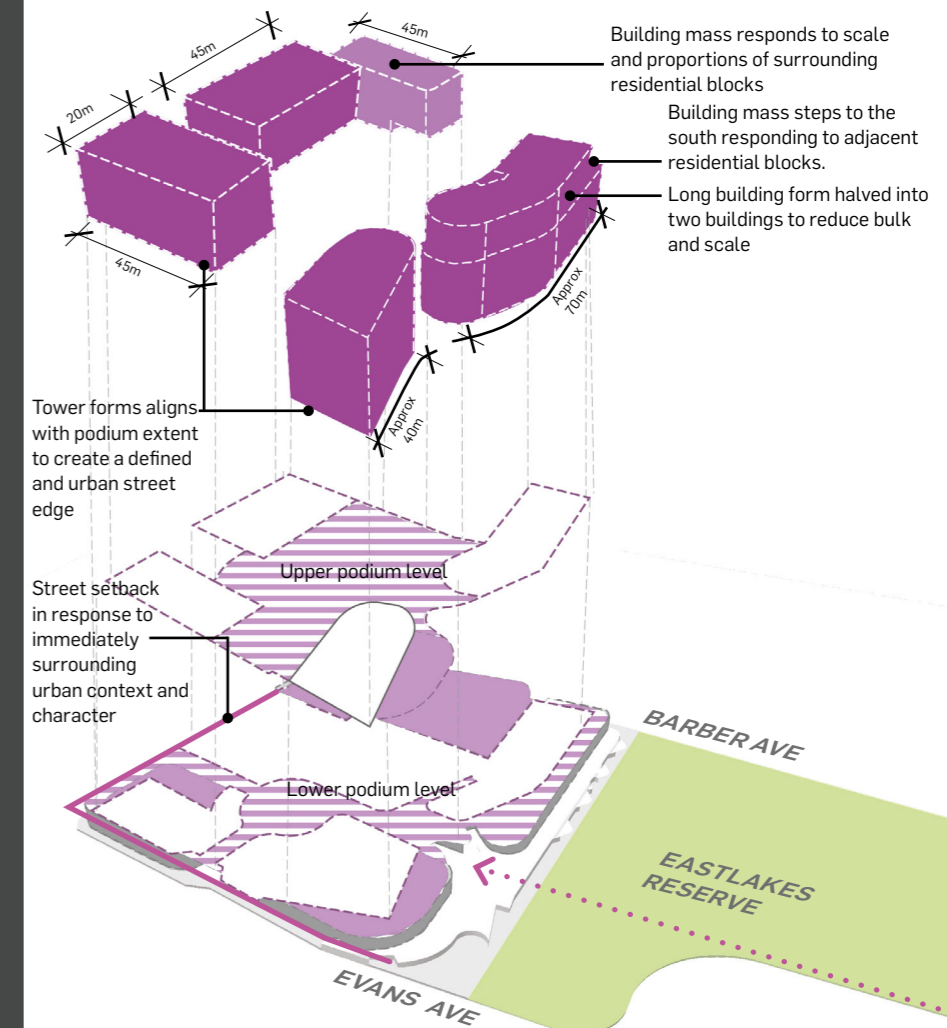 45m
45m
20m
45m
Building mass responds to scale
and proportions of surrounding
residential blocks
Building mass steps to the
south responding to adjacent
residential blocks.
Long building form halved into
two buildings to reduce bulk
and scale
Approx
70m
Approx
40m
Tower forms aligns
with podium extent
to create a defined
and urban street
edge
Upper podium level
Street setback
in response to
immediately
surrounding
urban context and
character
Lower podium level
BARBER AVE
EASTLAKES
RESERVE
EVANS AVE